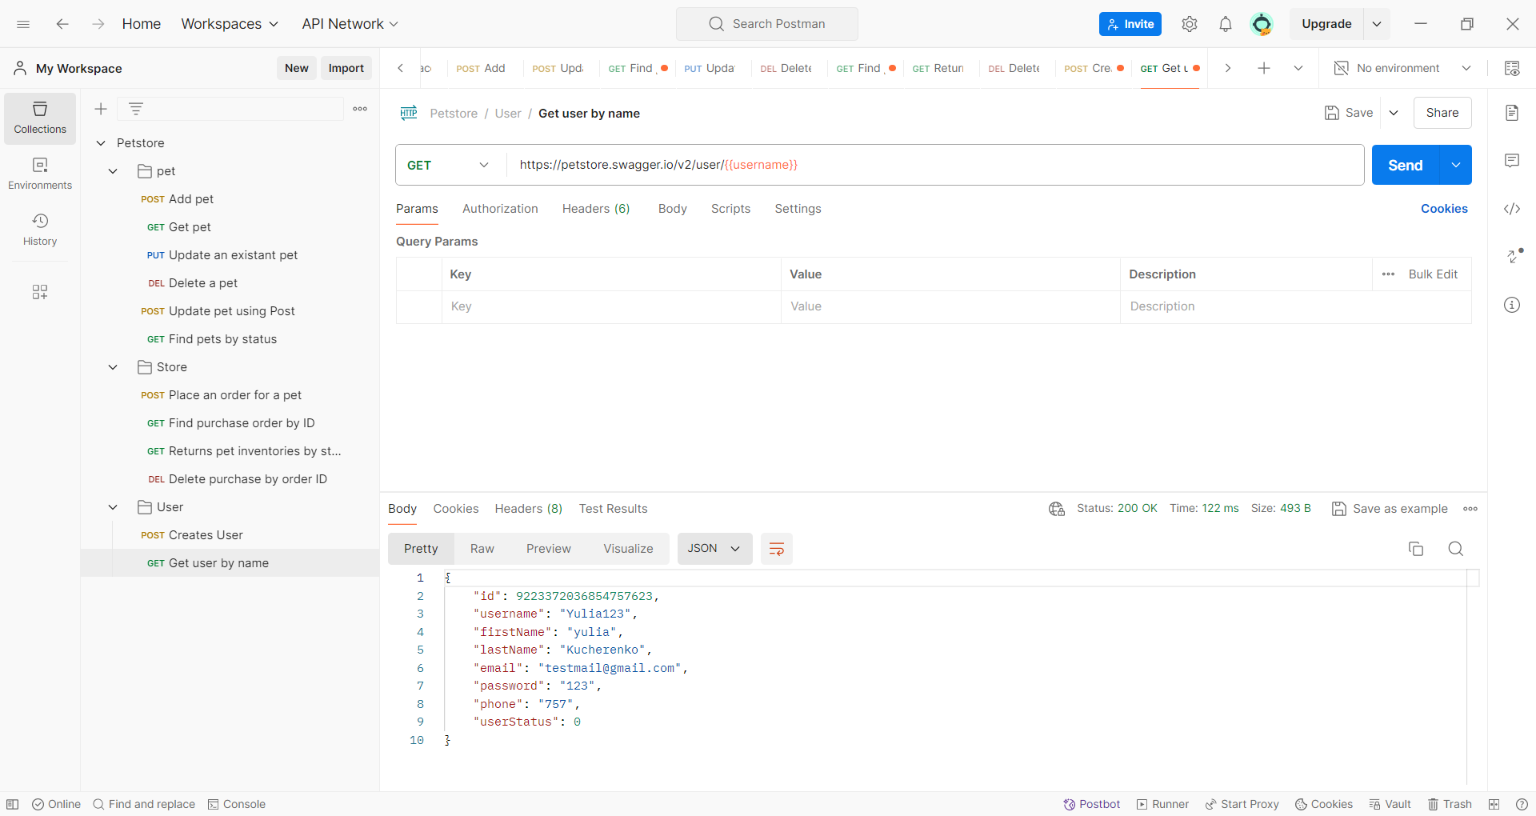 Home Workspaces API Network Search Postman Invite Upgrade
My Workspace New Import
POST Add POST Upd GET Find PUT Upda DEL Delete GET Find GET Return DEL Delete POST Cre GET Get u No environment
Collections
Environments
History
Petstore
pet
POST Add pet
GET Get pet
PUT Update an existant pet
DEL Delete a pet
POST Update pet using Post
GET Find pets by status
Store
POST Place an order for a pet
GET Find purchase order by ID
GET Returns pet inventories by st...
DEL Delete purchase by order ID
User
POST Creates User
GET Get user by name
HTTP Petstore / User / Get user by name Save Share
GET https://petstore.swagger.io/v2/user/{{username}} Send
Params Authorization Headers (6) Body Scripts Settings Cookies
Query Params
Key Value Description Bulk Edit
Key Value Description
Body Cookies Headers (8) Test Results Status: 200 OK Time: 122 ms Size: 493 B Save as example
Pretty Raw Preview Visualize JSON
1 {
2 "id": 9223372036854757623,
3 "username": "Yulia123",
4 "firstName": "yulia",
5 "lastName": "Kucherenko",
6 "email": "testmail@gmail.com",
7 "password": "123",
8 "phone": "757",
9 "userStatus": 0
10 }
Online Find and replace Console Postbot Runner Start Proxy Cookies Vault Trash